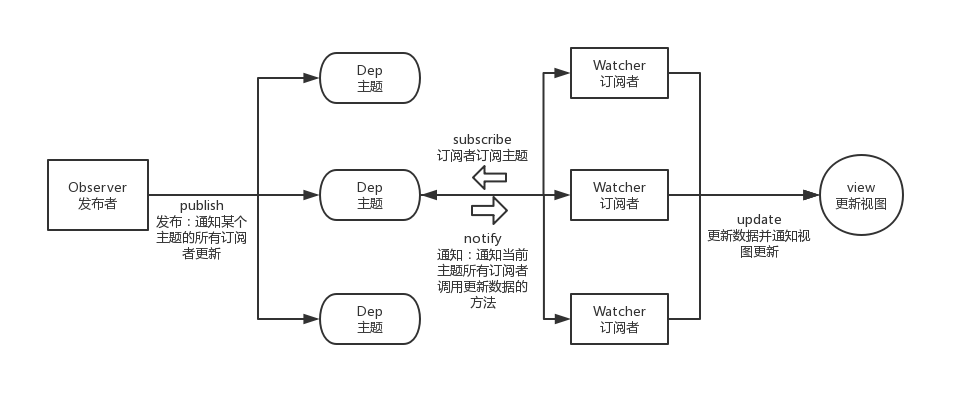 Observer
发布者
publish
发布：通知某个
主题的所有订阅
者更新
Dep
主题
Dep
主题
Dep
主题
subscribe
订阅者订阅主题
notify
通知：通知当前
主题所有订阅者
调用更新数据的
方法
Watcher
订阅者
Watcher
订阅者
Watcher
订阅者
update
更新数据并通知视
图更新
view
更新视图